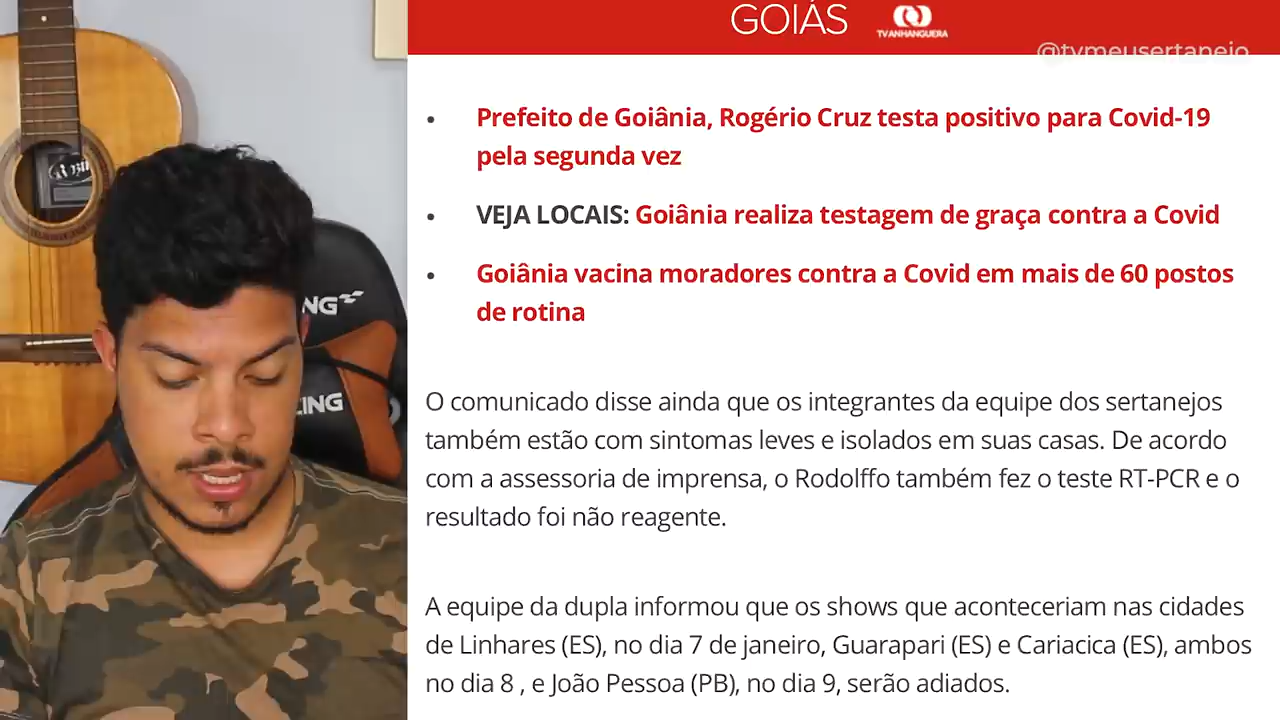 GOIÁS
TV ANHANGUERA
@tvmeusertanejo
Prefeito de Goiânia, Rogério Cruz testa positivo para Covid-19
pela segunda vez
VEJA LOCAIS: Goiânia realiza testagem de graça contra a Covid
Goiânia vacina moradores contra a Covid em mais de 60 postos
de rotina
O comunicado disse ainda que os integrantes da equipe dos sertanejos
também estão com sintomas leves e isolados em suas casas. De acordo
com a assessoria de imprensa, o Rodolffo também fez o teste RT-PCR e o
resultado foi não reagente.
A equipe da dupla informou que os shows que aconteceriam nas cidades
de Linhares (ES), no dia 7 de janeiro, Guarapari (ES) e Cariacica (ES), ambos
no dia 8 , e João Pessoa (PB), no dia 9, serão adiados.